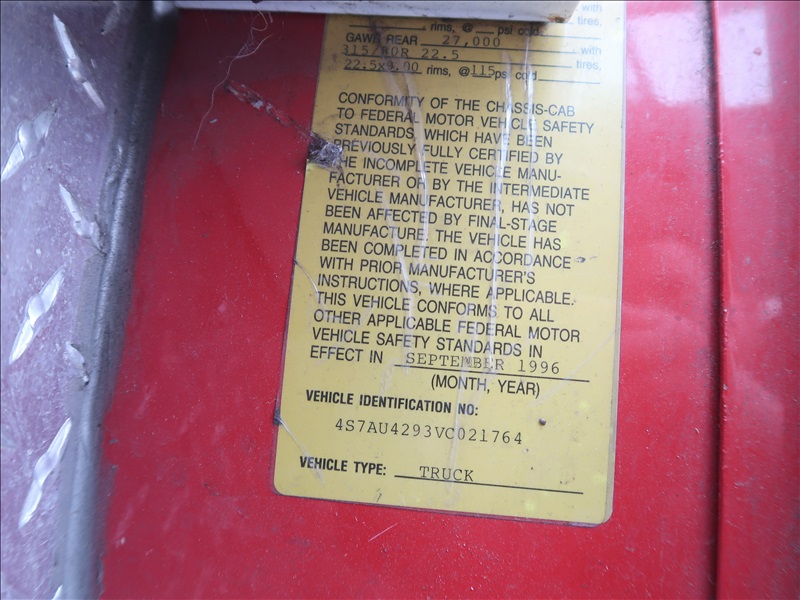 with
rims, @ psi cold tires.
GAWR REAR 27,000
315/80R 22.5 with
22.5x9.00 rims, @115psi cold tires.
CONFORMITY OF THE CHASSIS-CAB
TO FEDERAL MOTOR VEHICLE SAFETY
STANDARDS, WHICH HAVE BEEN
PREVIOUSLY FULLY CERTIFIED BY
THE INCOMPLETE VEHICLE MANU-
FACTURER OR BY THE INTERMEDIATE
VEHICLE MANUFACTURER, HAS NOT
BEEN AFFECTED BY FINAL-STAGE
MANUFACTURE. THE VEHICLE HAS
BEEN COMPLETED IN ACCORDANCE
WITH PRIOR MANUFACTURER'S
INSTRUCTIONS, WHERE APPLICABLE.
THIS VEHICLE CONFORMS TO ALL
OTHER APPLICABLE FEDERAL MOTOR
VEHICLE SAFETY STANDARDS IN
EFFECT IN SEPTEMBER 1996
(MONTH, YEAR)
VEHICLE IDENTIFICATION NO:
4S7AU4293VC021764
VEHICLE TYPE: TRUCK